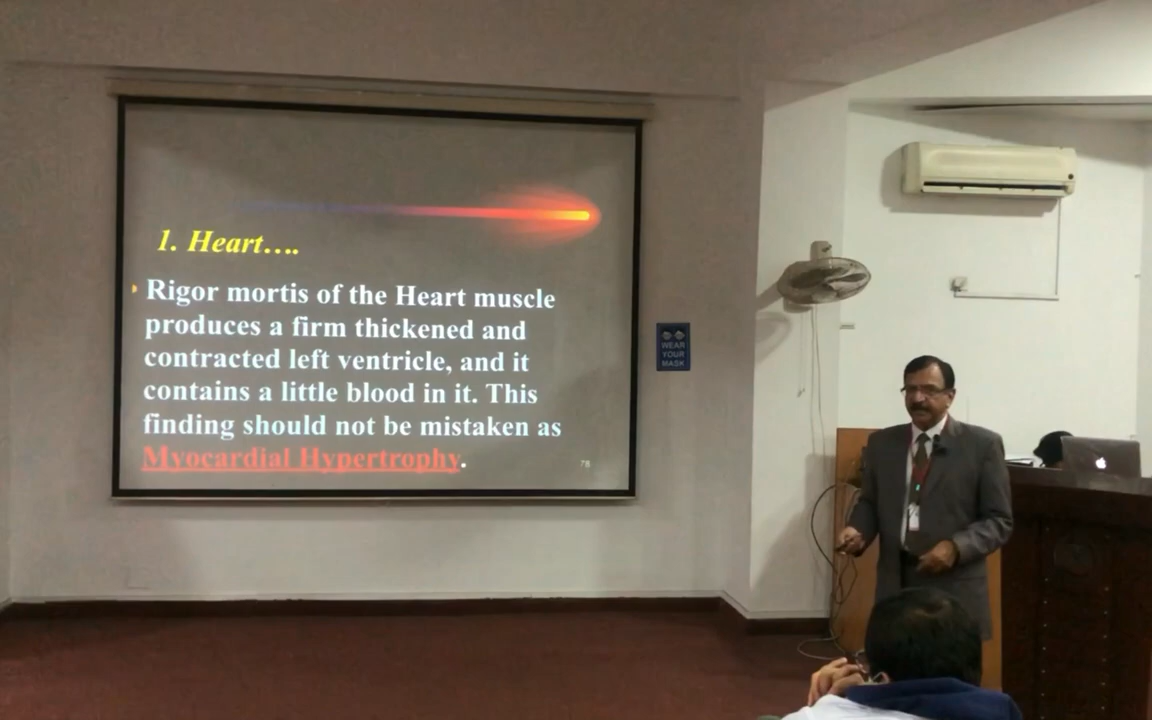 1. Heart….
Rigor mortis of the Heart muscle
produces a firm thickened and
contracted left ventricle, and it
contains a little blood in it. This
finding should not be mistaken as
Myocardial Hypertrophy.
78
WEAR
YOUR
MASK